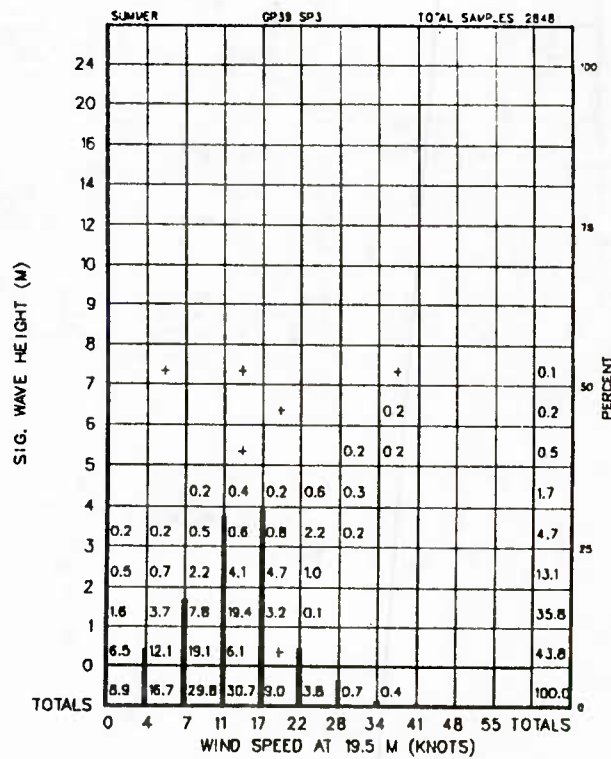 SUMMER GP39 SP3 TOTAL SAMPLES 2848
24 100
20
16
14
12 75
10
9
8
+ + + 0.1
7 50
+ 0.2 0.2
6
+ 0.2 0.2 0.5
5
0.2 0.4 0.2 0.6 0.3 1.7
4
0.2 0.2 0.5 0.6 0.8 2.2 0.2 4.7
3 25
0.5 0.7 2.2 4.1 4.7 1.0 13.1
2
1.6 3.7 7.8 19.4 3.2 0.1 35.8
1
6.5 12.1 19.1 6.1 + 43.8
0
8.9 16.7 29.8 30.7 9.0 3.8 0.7 0.4 100.0
TOTALS 0
0 4 7 11 17 22 28 34 41 48 55 TOTALS
WIND SPEED AT 19.5 M (KNOTS)
SIG. WAVE HEIGHT (M)
PERCENT